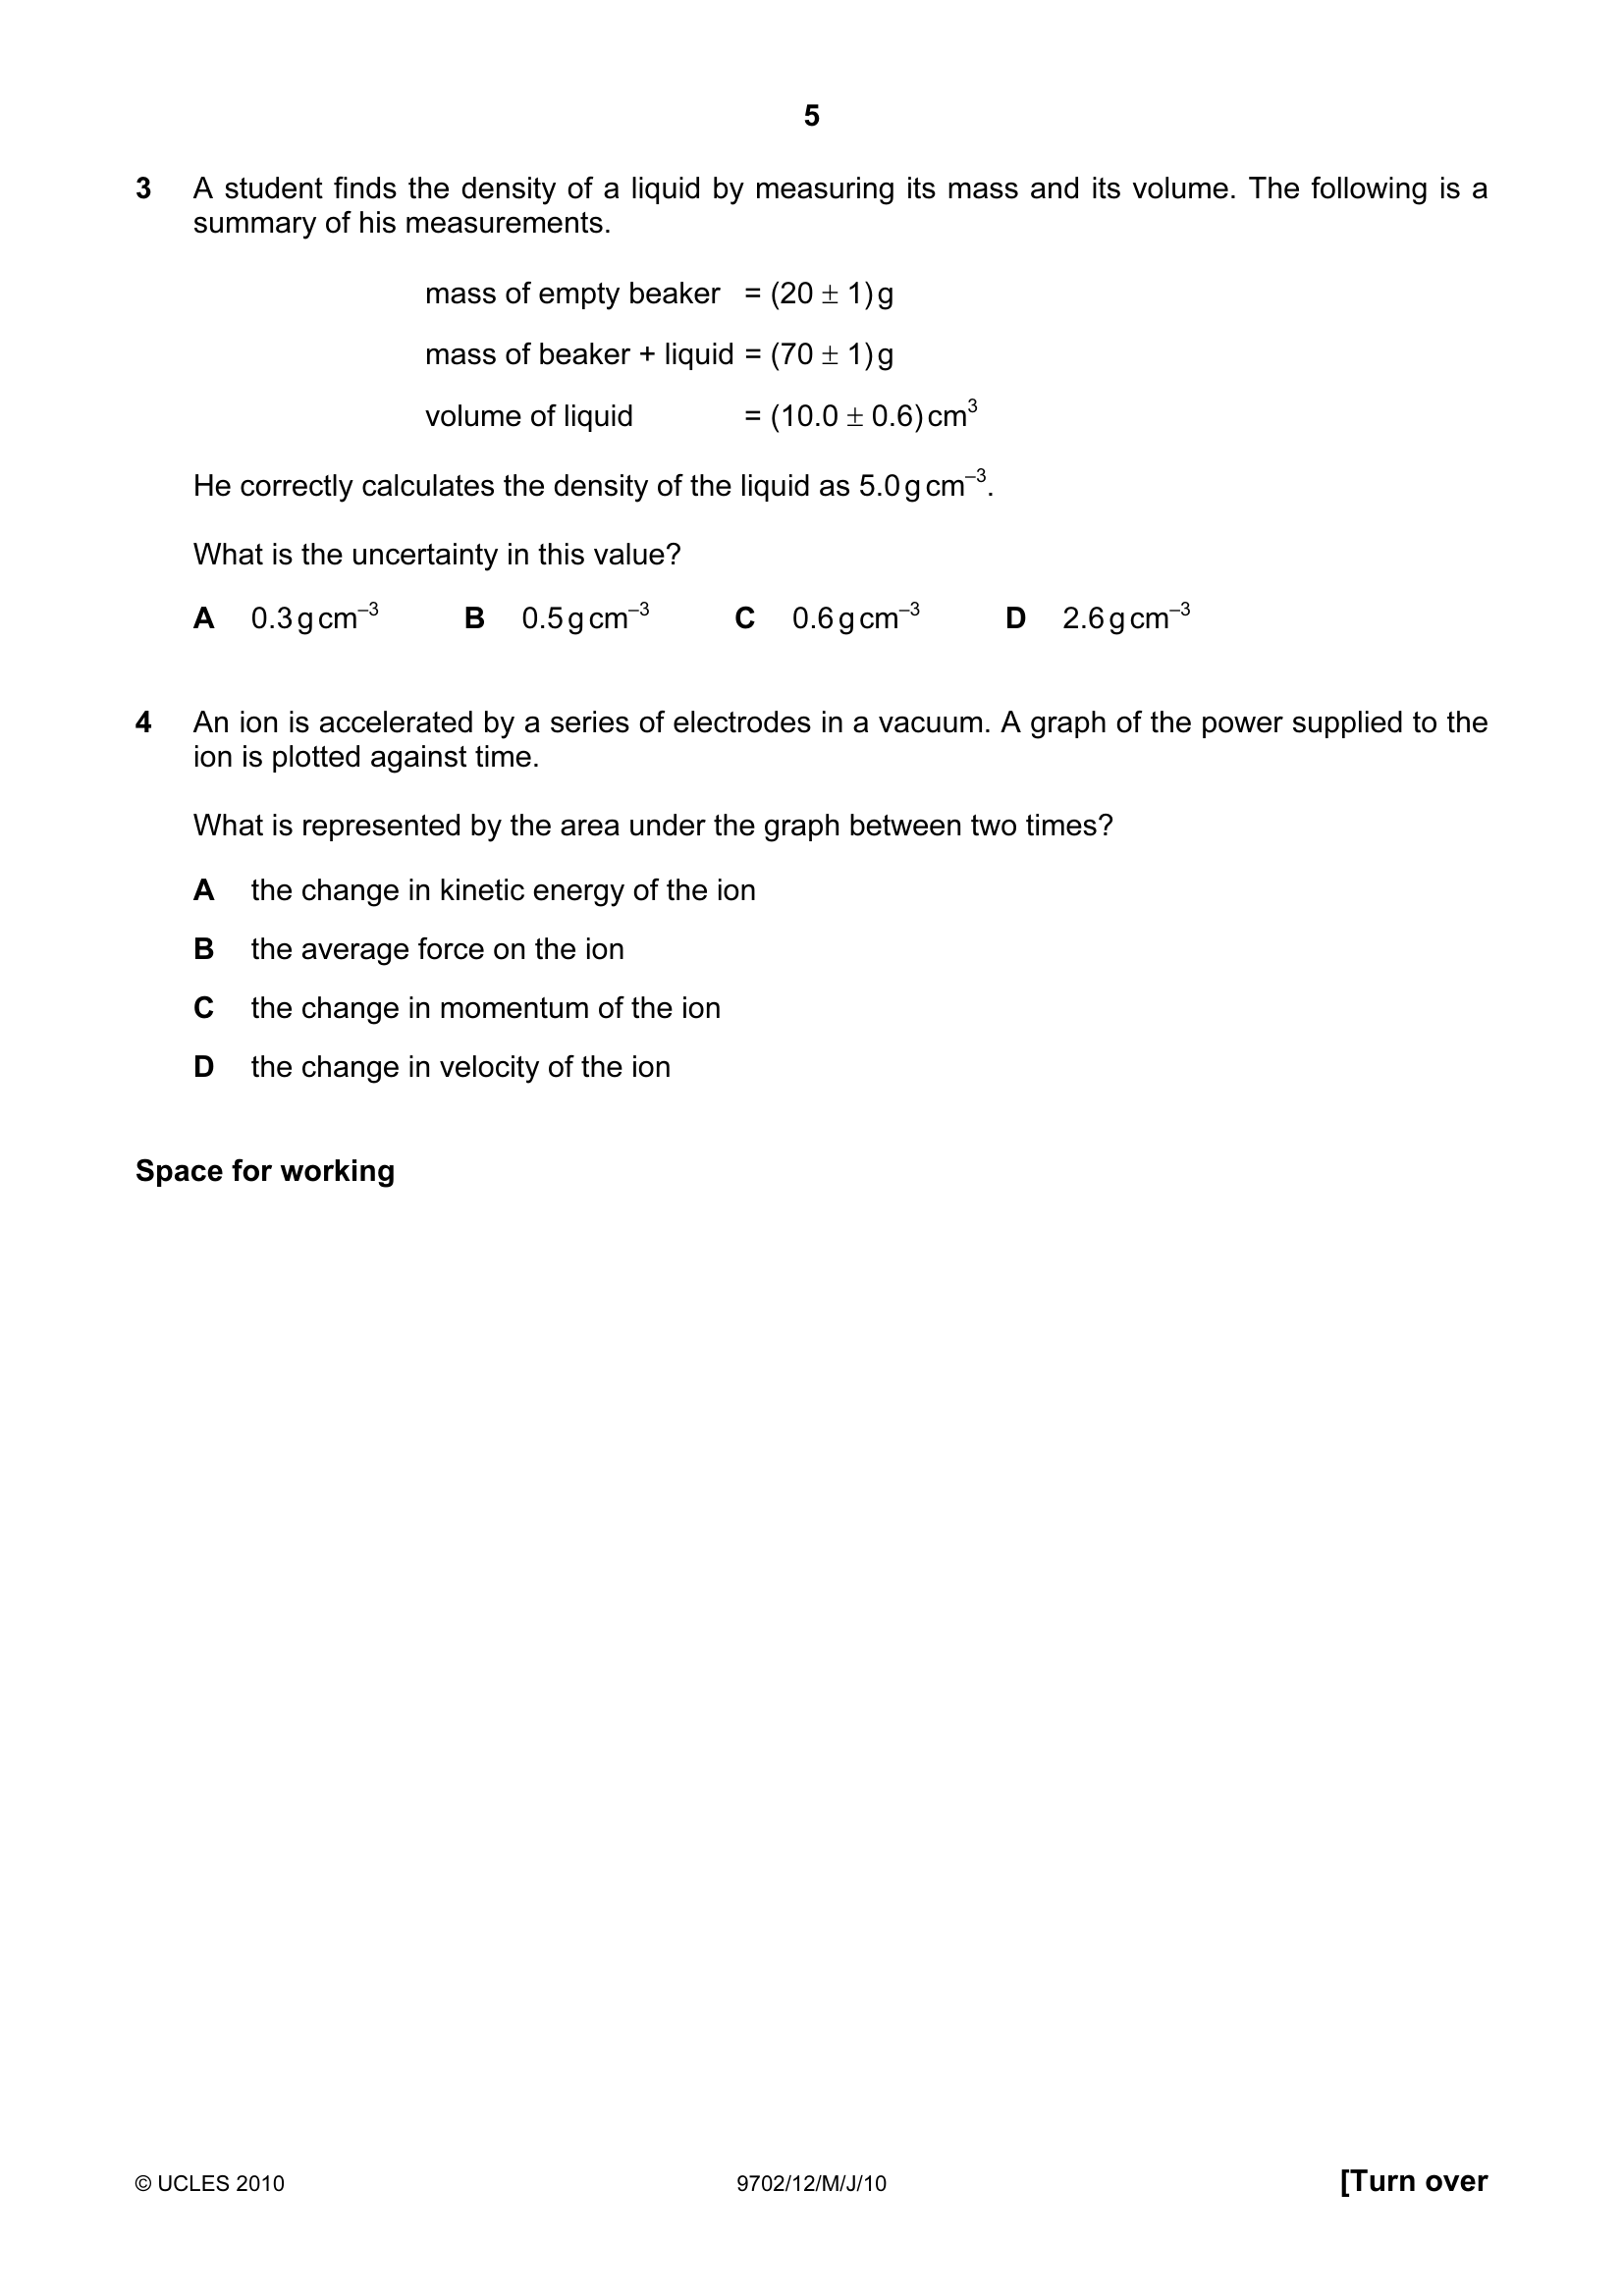 5
3 A student finds the density of a liquid by measuring its mass and its volume. The following is a
summary of his measurements.
mass of empty beaker = (20 ± 1) g
mass of beaker + liquid = (70 ± 1) g
volume of liquid = (10.0 ± 0.6) cm³
He correctly calculates the density of the liquid as 5.0 g cm⁻³.
What is the uncertainty in this value?
A 0.3 g cm⁻³ B 0.5 g cm⁻³ C 0.6 g cm⁻³ D 2.6 g cm⁻³
4 An ion is accelerated by a series of electrodes in a vacuum. A graph of the power supplied to the
ion is plotted against time.
What is represented by the area under the graph between two times?
A the change in kinetic energy of the ion
B the average force on the ion
C the change in momentum of the ion
D the change in velocity of the ion
Space for working
© UCLES 2010 9702/12/M/J/10 [Turn over